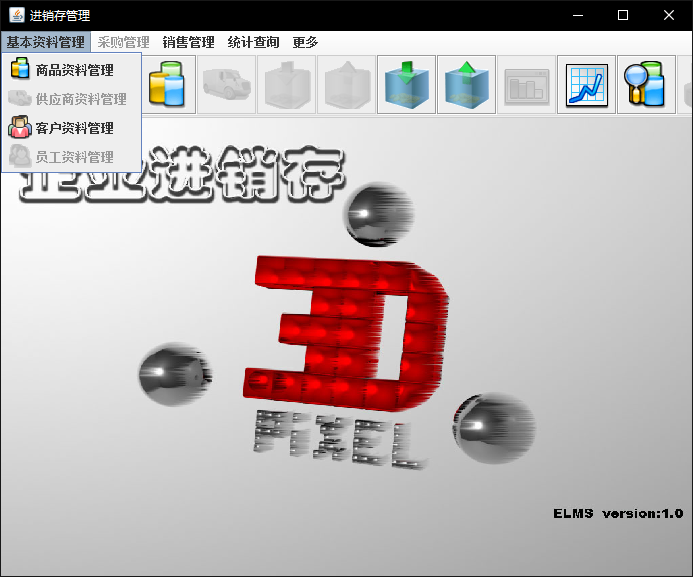 进销存管理
基本资料管理 采购管理 销售管理 统计查询 更多
商品资料管理
供应商资料管理
客户资料管理
员工资料管理
企业进销存
3D
PIXEL
ELMS version:1.0